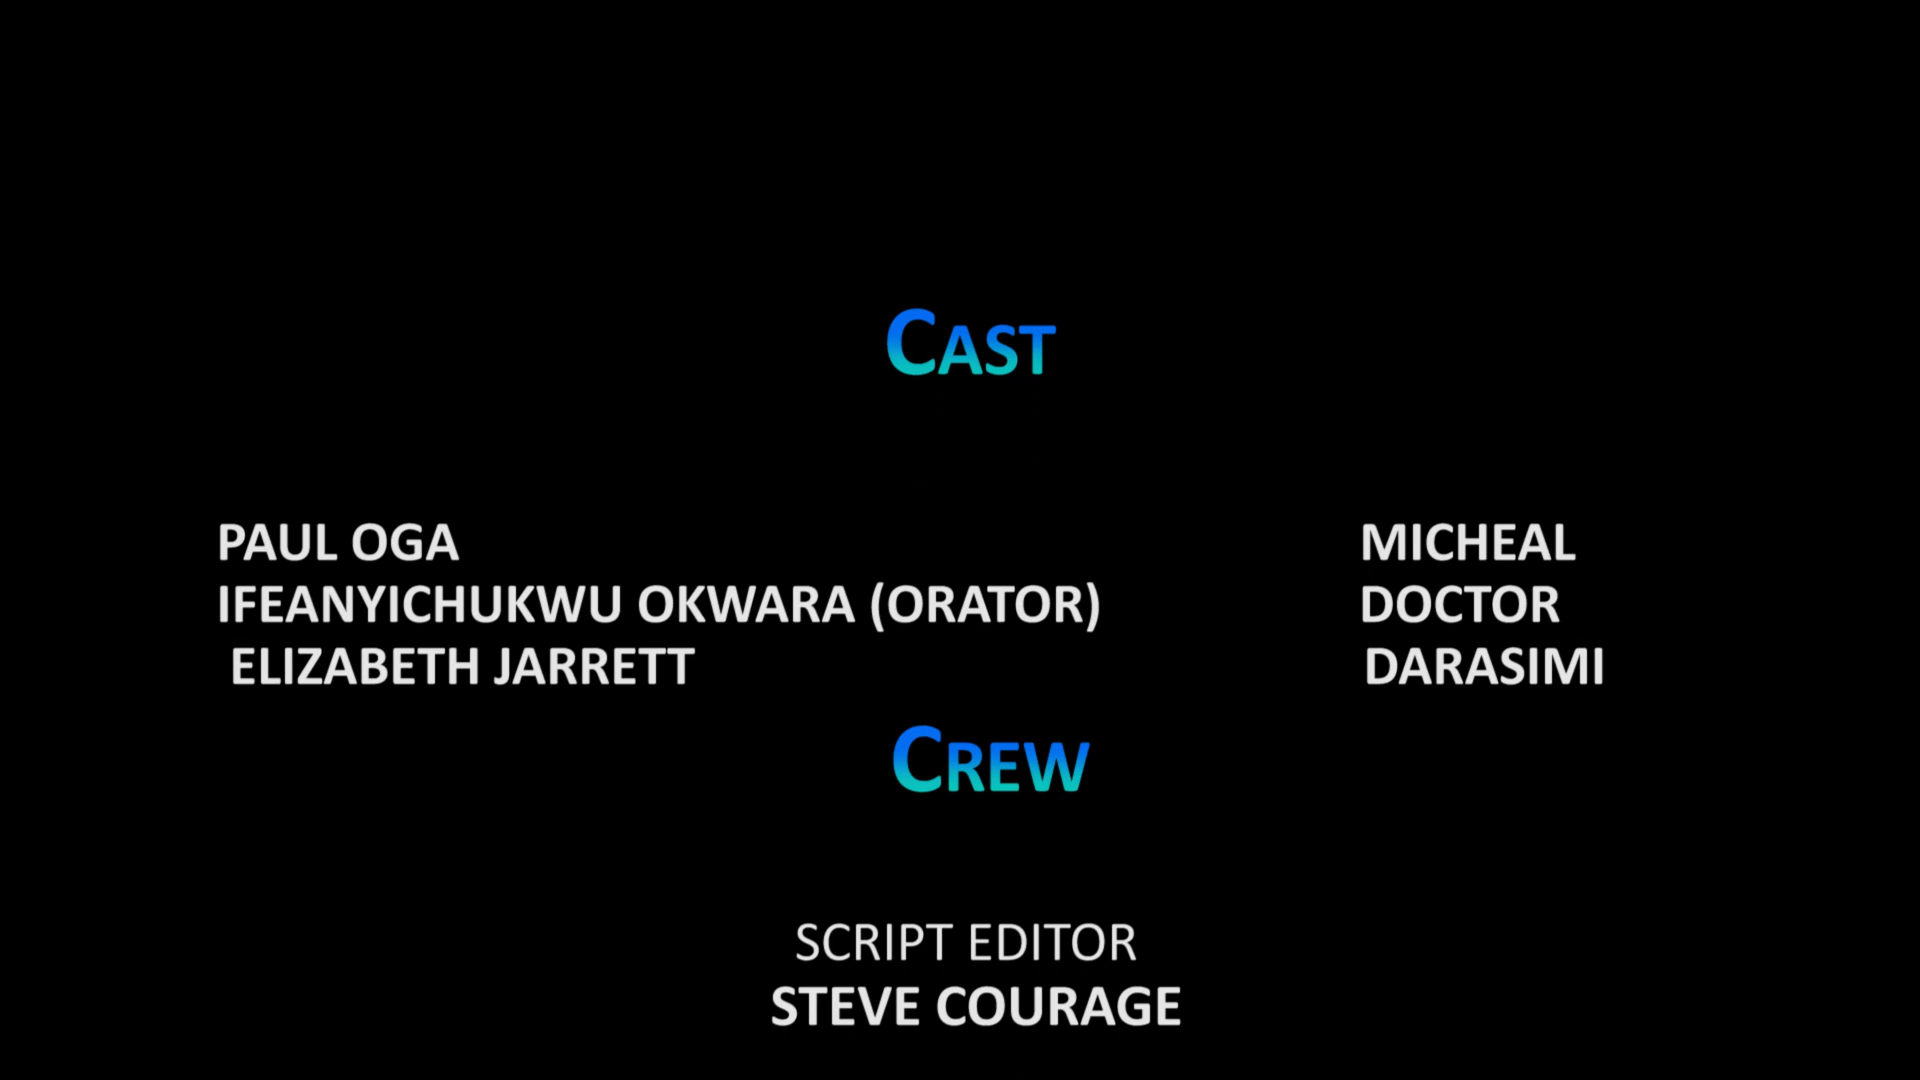 CAST
PAUL OGA MICHEAL
IFEANYICHUKWU OKWARA (ORATOR) DOCTOR
ELIZABETH JARRETT DARASIMI
CREW
SCRIPT EDITOR
STEVE COURAGE